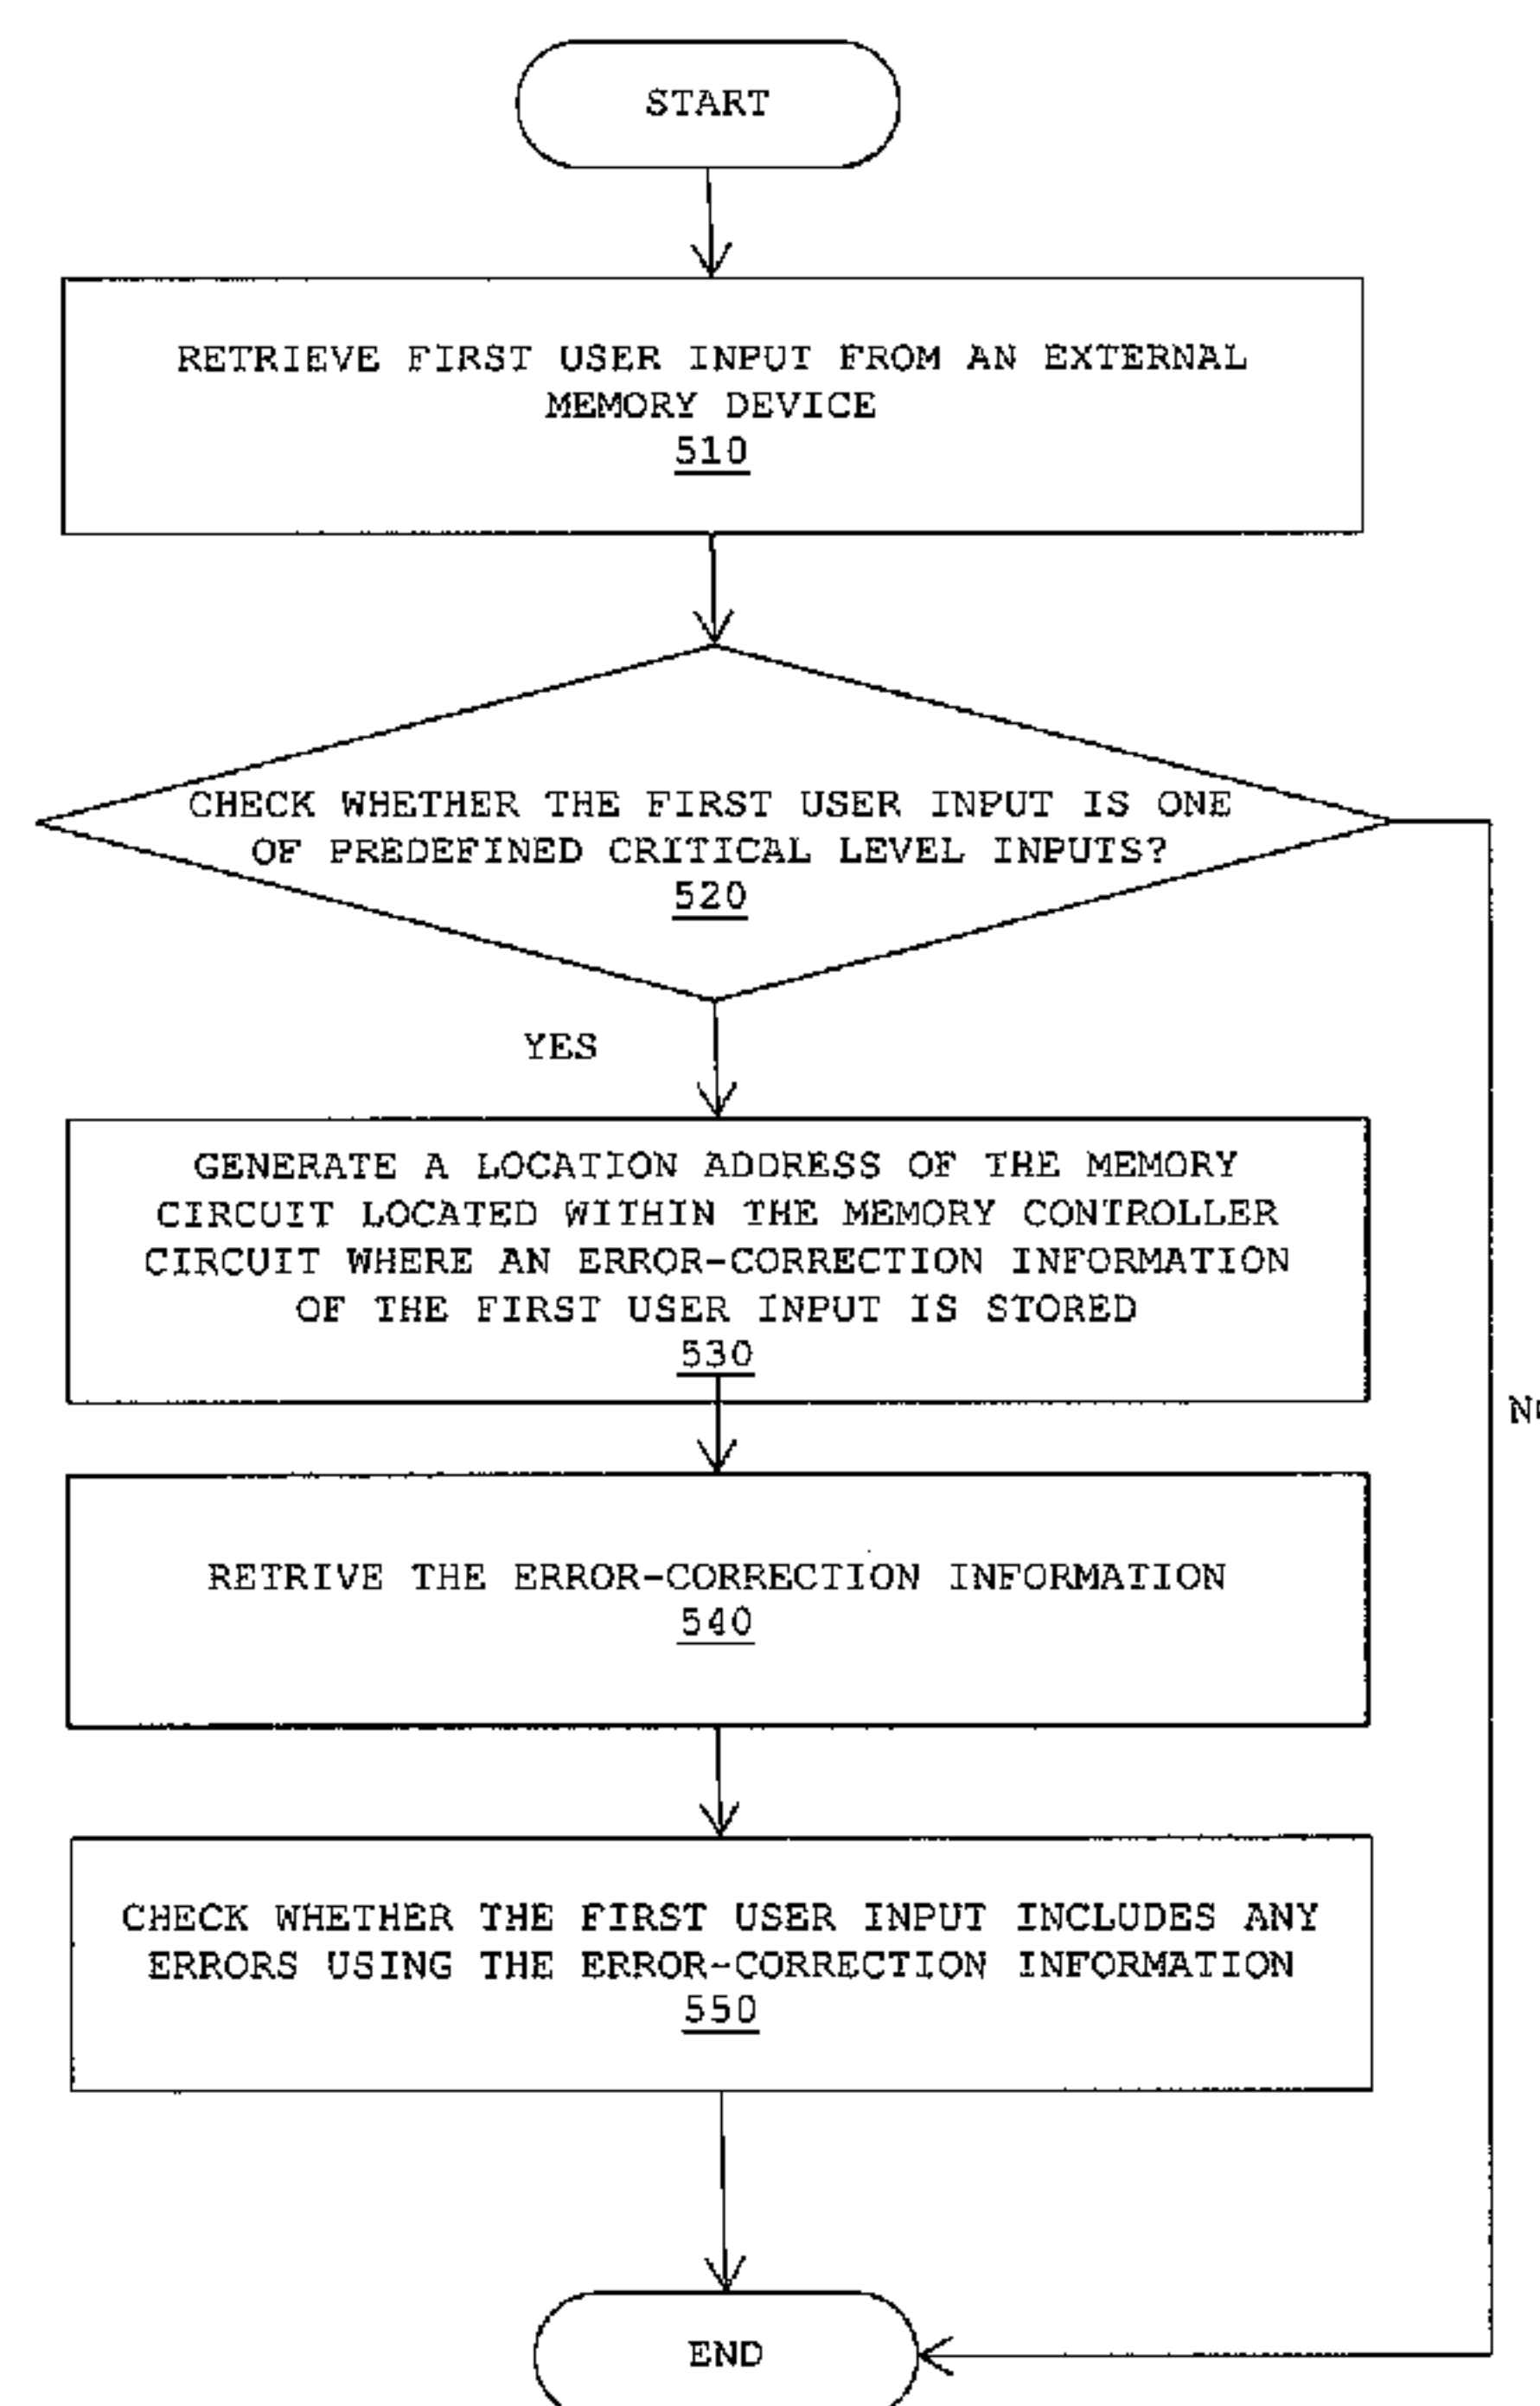 START
RETRIEVE FIRST USER INPUT FROM AN EXTERNAL
MEMORY DEVICE
510
CHECK WHETHER THE FIRST USER INPUT IS ONE
OF PREDEFINED CRITICAL LEVEL INPUTS?
520
YES
GENERATE A LOCATION ADDRESS OF THE MEMORY
CIRCUIT LOCATED WITHIN THE MEMORY CONTROLLER
CIRCUIT WHERE AN ERROR-CORRECTION INFORMATION
OF THE FIRST USER INPUT IS STORED
530
RETRIVE THE ERROR-CORRECTION INFORMATION
540
CHECK WHETHER THE FIRST USER INPUT INCLUDES ANY
ERRORS USING THE ERROR-CORRECTION INFORMATION
550
END